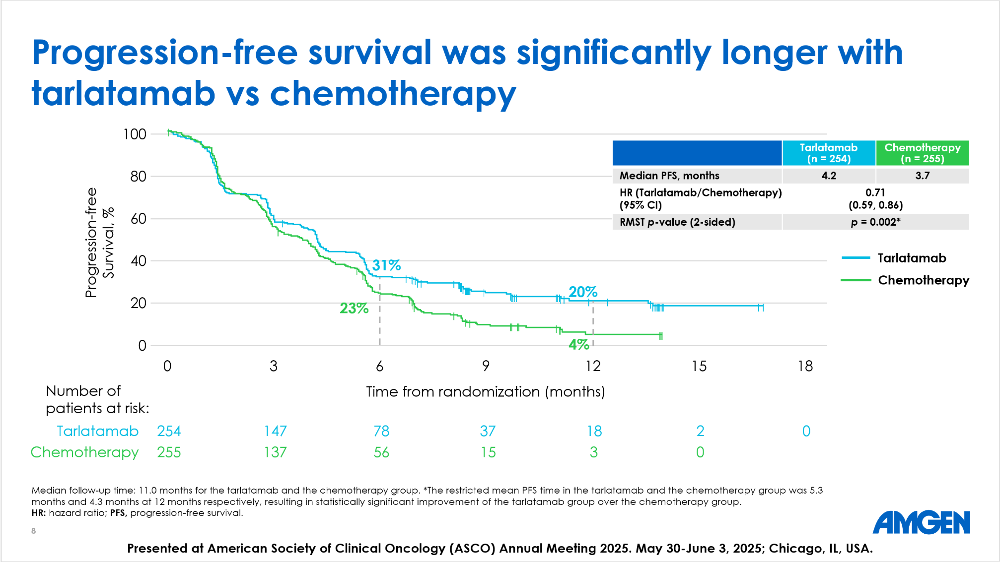 Progression-free survival was significantly longer with
tarlatamab vs chemotherapy
Progression-free
Survival, %
100
80
60
40
20
0
31%
23%
20%
4%
0 3 6 9 12 15 18
Time from randomization (months)
Tarlatamab Chemotherapy
(n = 254) (n = 255)
Median PFS, months 4.2 3.7
HR (Tarlatamab/Chemotherapy) 0.71
(95% CI) (0.59, 0.86)
RMST p-value (2-sided) p = 0.002*
Tarlatamab
Chemotherapy
Number of
patients at risk:
Tarlatamab 254 147 78 37 18 2 0
Chemotherapy 255 137 56 15 3 0
Median follow-up time: 11.0 months for the tarlatamab and the chemotherapy group. *The restricted mean PFS time in the tarlatamab and the chemotherapy group was 5.3
months and 4.3 months at 12 months respectively, resulting in statistically significant improvement of the tarlatamab group over the chemotherapy group.
HR: hazard ratio; PFS, progression-free survival.
8
AMGEN
Presented at American Society of Clinical Oncology (ASCO) Annual Meeting 2025. May 30-June 3, 2025; Chicago, IL, USA.